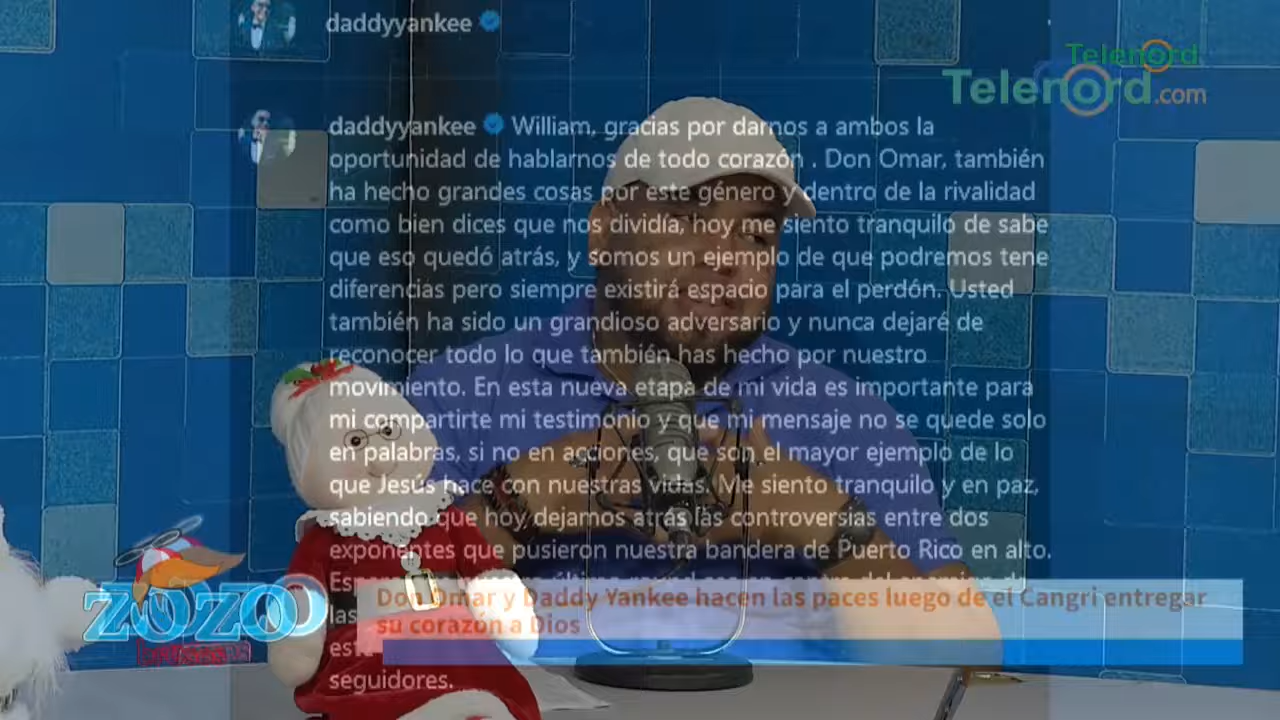 daddyyankee
Telenord
Telenord.com
daddyyankee William, gracias por darnos a ambos la
oportunidad de hablarnos de todo corazón . Don Omar, también
ha hecho grandes cosas por este género y dentro de la rivalidad
como bien dices que nos dividía, hoy me siento tranquilo de sabe
que eso quedó atrás, y somos un ejemplo de que podremos tene
diferencias pero siempre existirá espacio para el perdón. Usted
también ha sido un grandioso adversario y nunca dejaré de
reconocer todo lo que también has hecho por nuestro
movimiento. En esta nueva etapa de mi vida es importante para
mi compartirte mi testimonio y que mi mensaje no se quede solo
en palabras, si no en acciones, que son el mayor ejemplo de lo
que Jesús hace con nuestras vidas. Me siento tranquilo y en paz,
sabiendo que hoy dejamos atrás las controversias entre dos
exponentes que pusieron nuestra bandera de Puerto Rico en alto.
las
seguidores.
ZOZO
Don Omar y Daddy Yankee hacen las paces luego de el Cangri entregar
su corazón a Dios